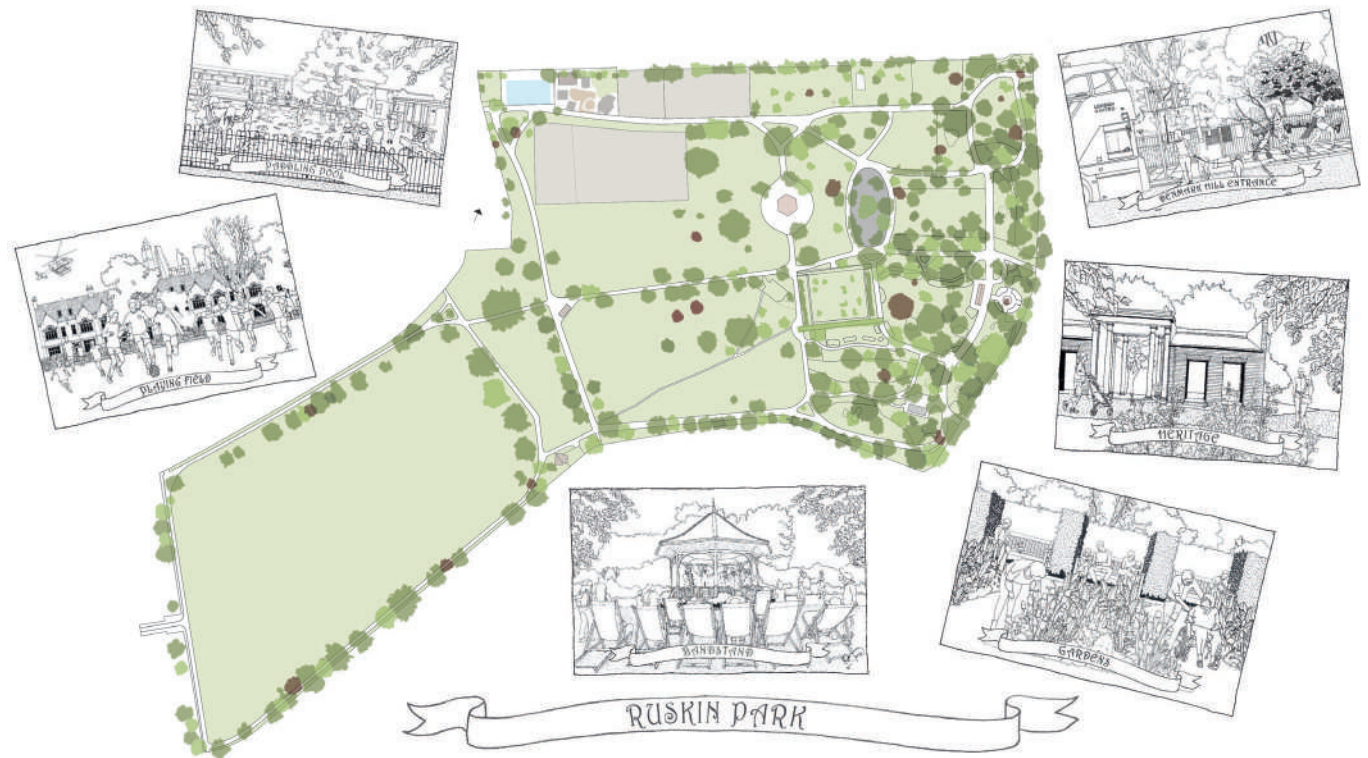 PADDLING POOL
DENMARK HILL ENTRANCE
PLAYING FIELD
HERITAGE
BANDSTAND
GARDENS
RUSKIN PARK